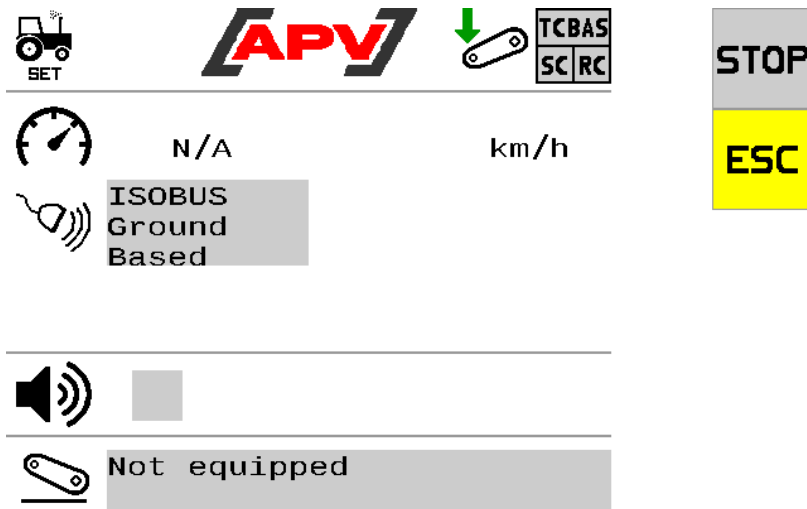 SET
APV
TCBAS
SC RC
STOP
N/A km/h
ESC
ISOBUS
Ground
Based
Not equipped